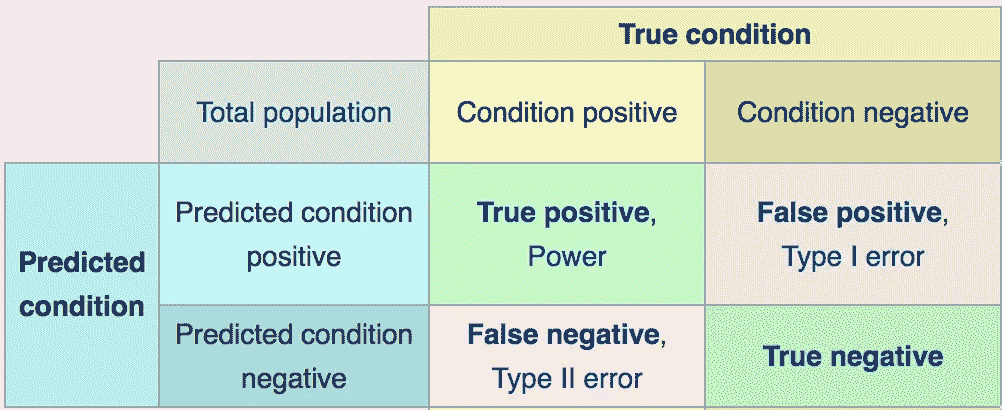 True condition
Total population
Condition positive
Condition negative
Predicted
condition
Predicted condition
positive
True positive,
Power
False positive,
Type I error
Predicted condition
negative
False negative,
Type II error
True negative